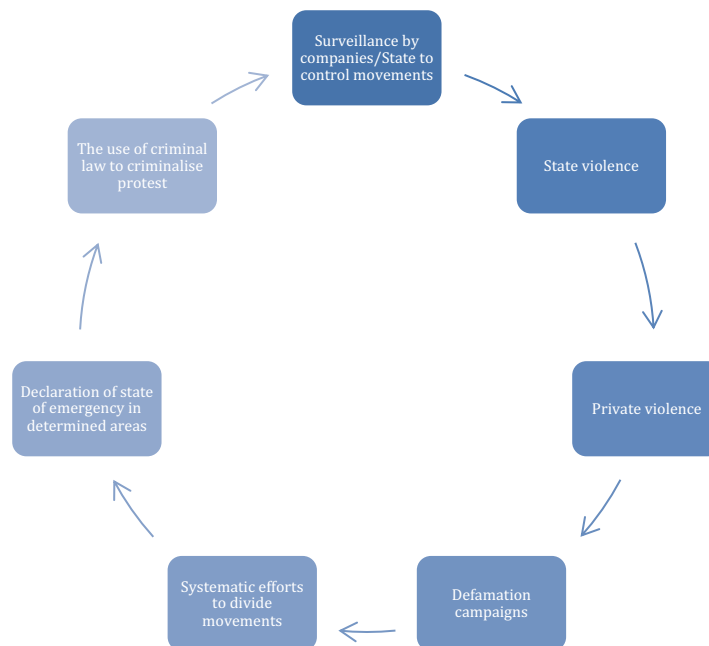 Surveillance by
companies/State to
control movements
State violence
Private violence
Defamation
campaigns
Systematic efforts
to divide
movements
Declaration of state
of emergency in
determined areas
The use of criminal
law to criminalise
protest